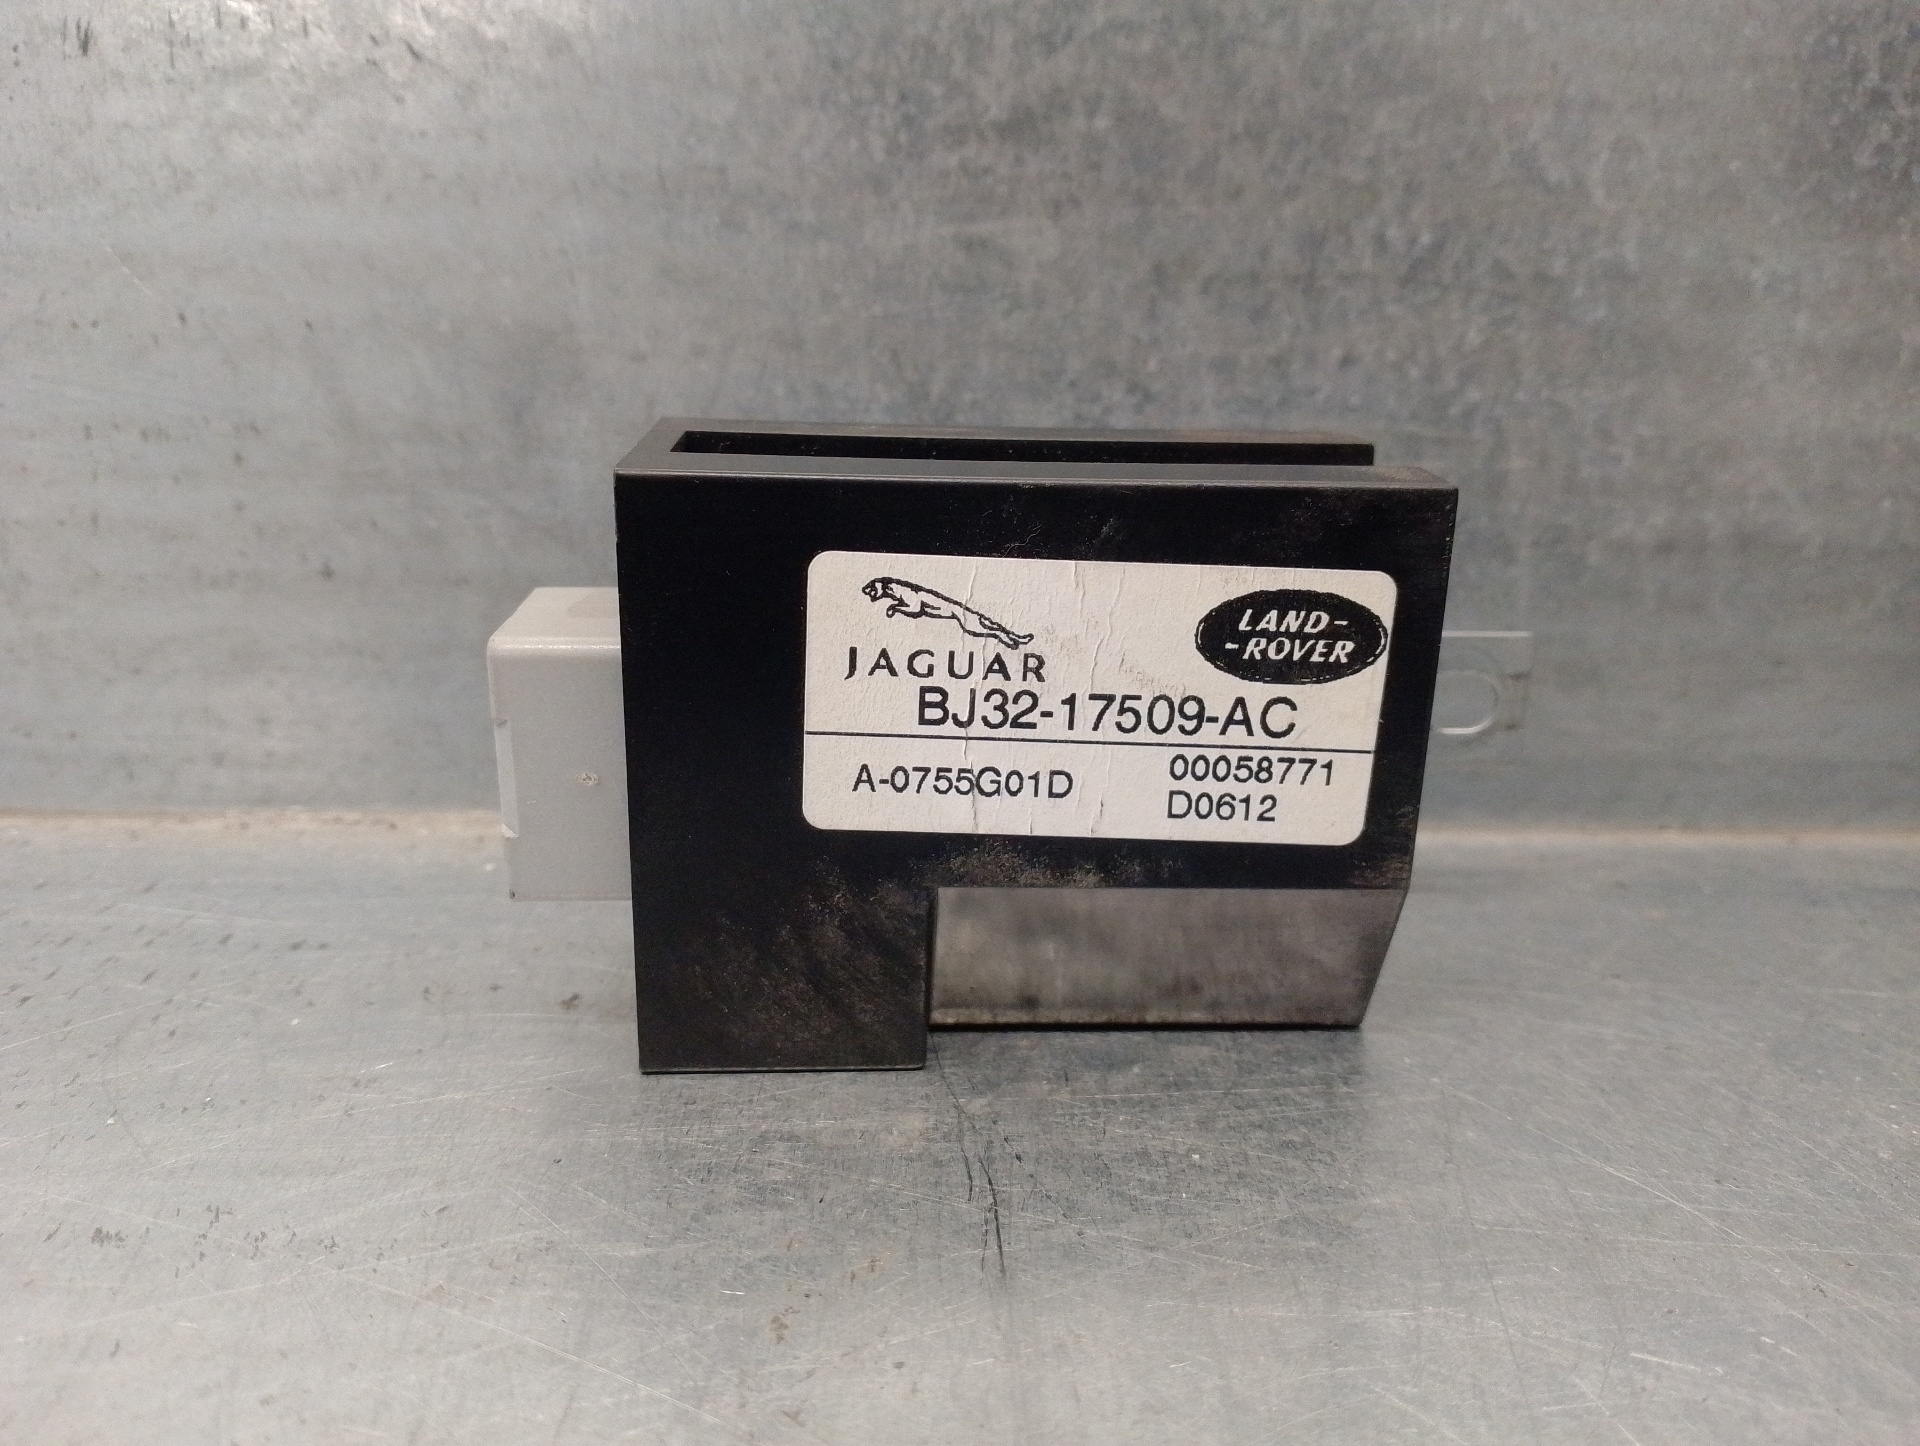 JAGUAR
LAND-
-ROVER
BJ32-17509-AC
A-0755G01D
00058771
D0612